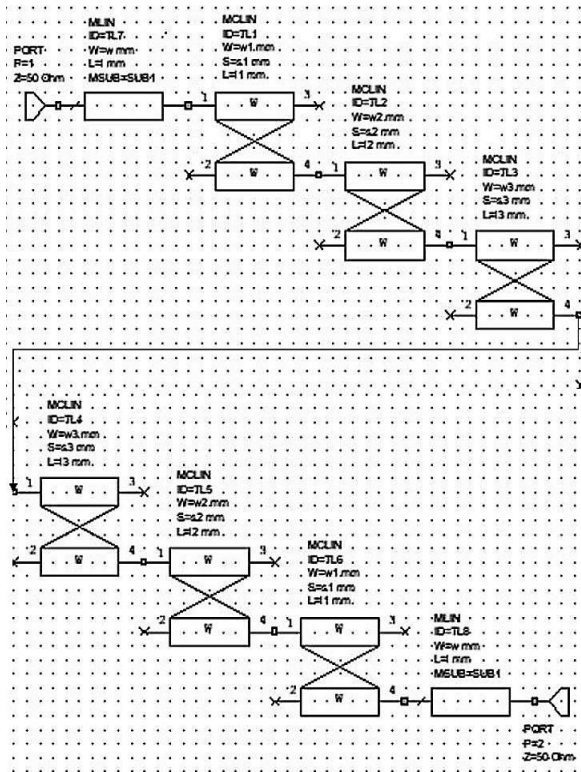 MLIN
ID=TL7
W=w mm
L=l mm
MSUB=SUB1
MCLIN
ID=TL1
W=w1 mm
S=s1 mm
L=l1 mm
PORT
P=1
Z=50 Ohm
1 W 3
2 W 4
MCLIN
ID=TL2
W=w2 mm
S=s2 mm
L=l2 mm
1 W 3
2 W 4
MCLIN
ID=TL3
W=w3 mm
S=s3 mm
L=l3 mm
1 W 3
2 W 4
MCLIN
ID=TL4
W=w3 mm
S=s3 mm
L=l3 mm
1 W 3
2 W 4
MCLIN
ID=TL5
W=w2 mm
S=s2 mm
L=l2 mm
1 W 3
2 W 4
MCLIN
ID=TL6
W=w1 mm
S=s1 mm
L=l1 mm
1 W 3
2 W 4
MLIN
ID=TL8
W=w mm
L=l mm
MSUB=SUB1
PORT
P=2
Z=50 Ohm